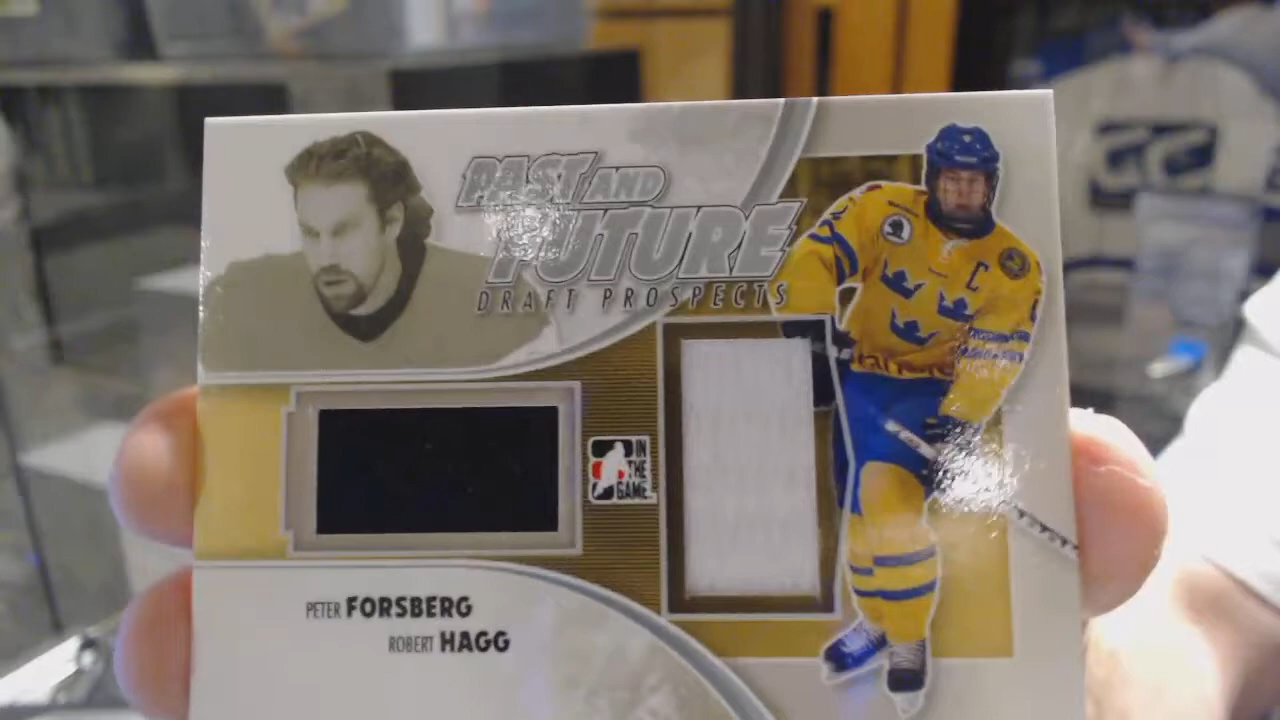 PAST AND
FUTURE
DRAFT PROSPECTS
C
IN
THE
GAME
PETER FORSBERG
ROBERT HAGG